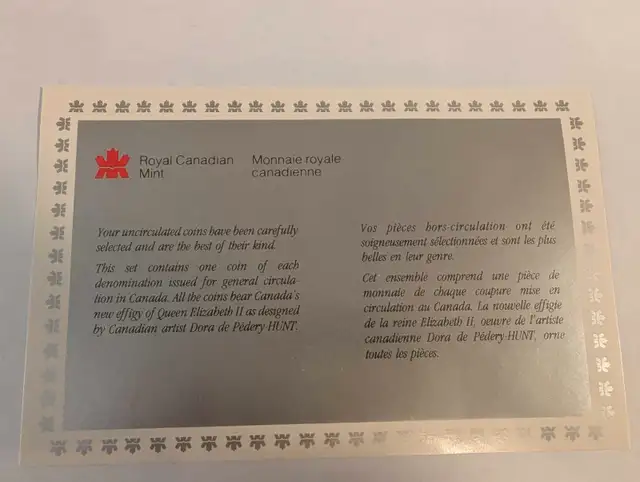 Royal Canadian
Mint
Monnaie royale
canadienne
Your uncirculated coins have been carefully
selected and are the best of their kind.
This set contains one coin of each
denomination issued for general circula-
tion in Canada. All the coins bear Canada's
new effigy of Queen Elizabeth II as designed
by Canadian artist Dora de Pédery-HUNT.
Vos pièces hors-circulation ont été
soigneusement sélectionnées et sont les plus
belles en leur genre.
Cet ensemble comprend une pièce de
monnaie de chaque coupure mise en
circulation au Canada. La nouvelle effigie
de la reine Elizabeth II, oeuvre de l'artiste
canadienne Dora de Pédery-HUNT, orne
toutes les pièces.